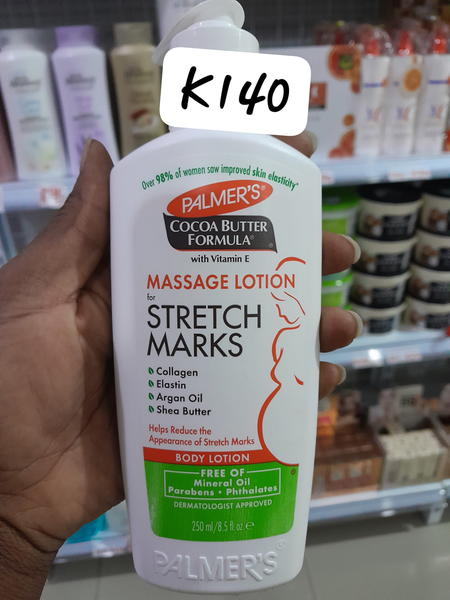 K140
Over 98% of women saw improved skin elasticity*
PALMER'S®
COCOA BUTTER
FORMULA®
with Vitamin E
MASSAGE LOTION
for
STRETCH
MARKS
Collagen
Elastin
Argan Oil
Shea Butter
Helps Reduce the
Appearance of Stretch Marks
BODY LOTION
FREE OF
Mineral Oil
Parabens • Phthalates
DERMATOLOGIST APPROVED
250 ml/8.5 fl. oz. e
PALMER'S